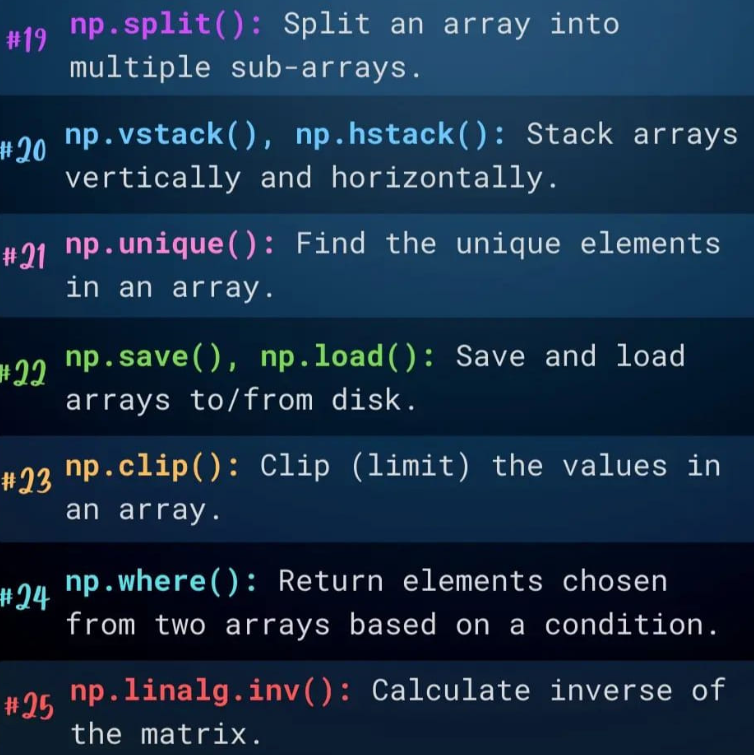 #19 np.split(): Split an array into
multiple sub-arrays.
#20 np.vstack(), np.hstack(): Stack arrays
vertically and horizontally.
#21 np.unique(): Find the unique elements
in an array.
#22 np.save(), np.load(): Save and load
arrays to/from disk.
#23 np.clip(): Clip (limit) the values in
an array.
#24 np.where(): Return elements chosen
from two arrays based on a condition.
#25 np.linalg.inv(): Calculate inverse of
the matrix.